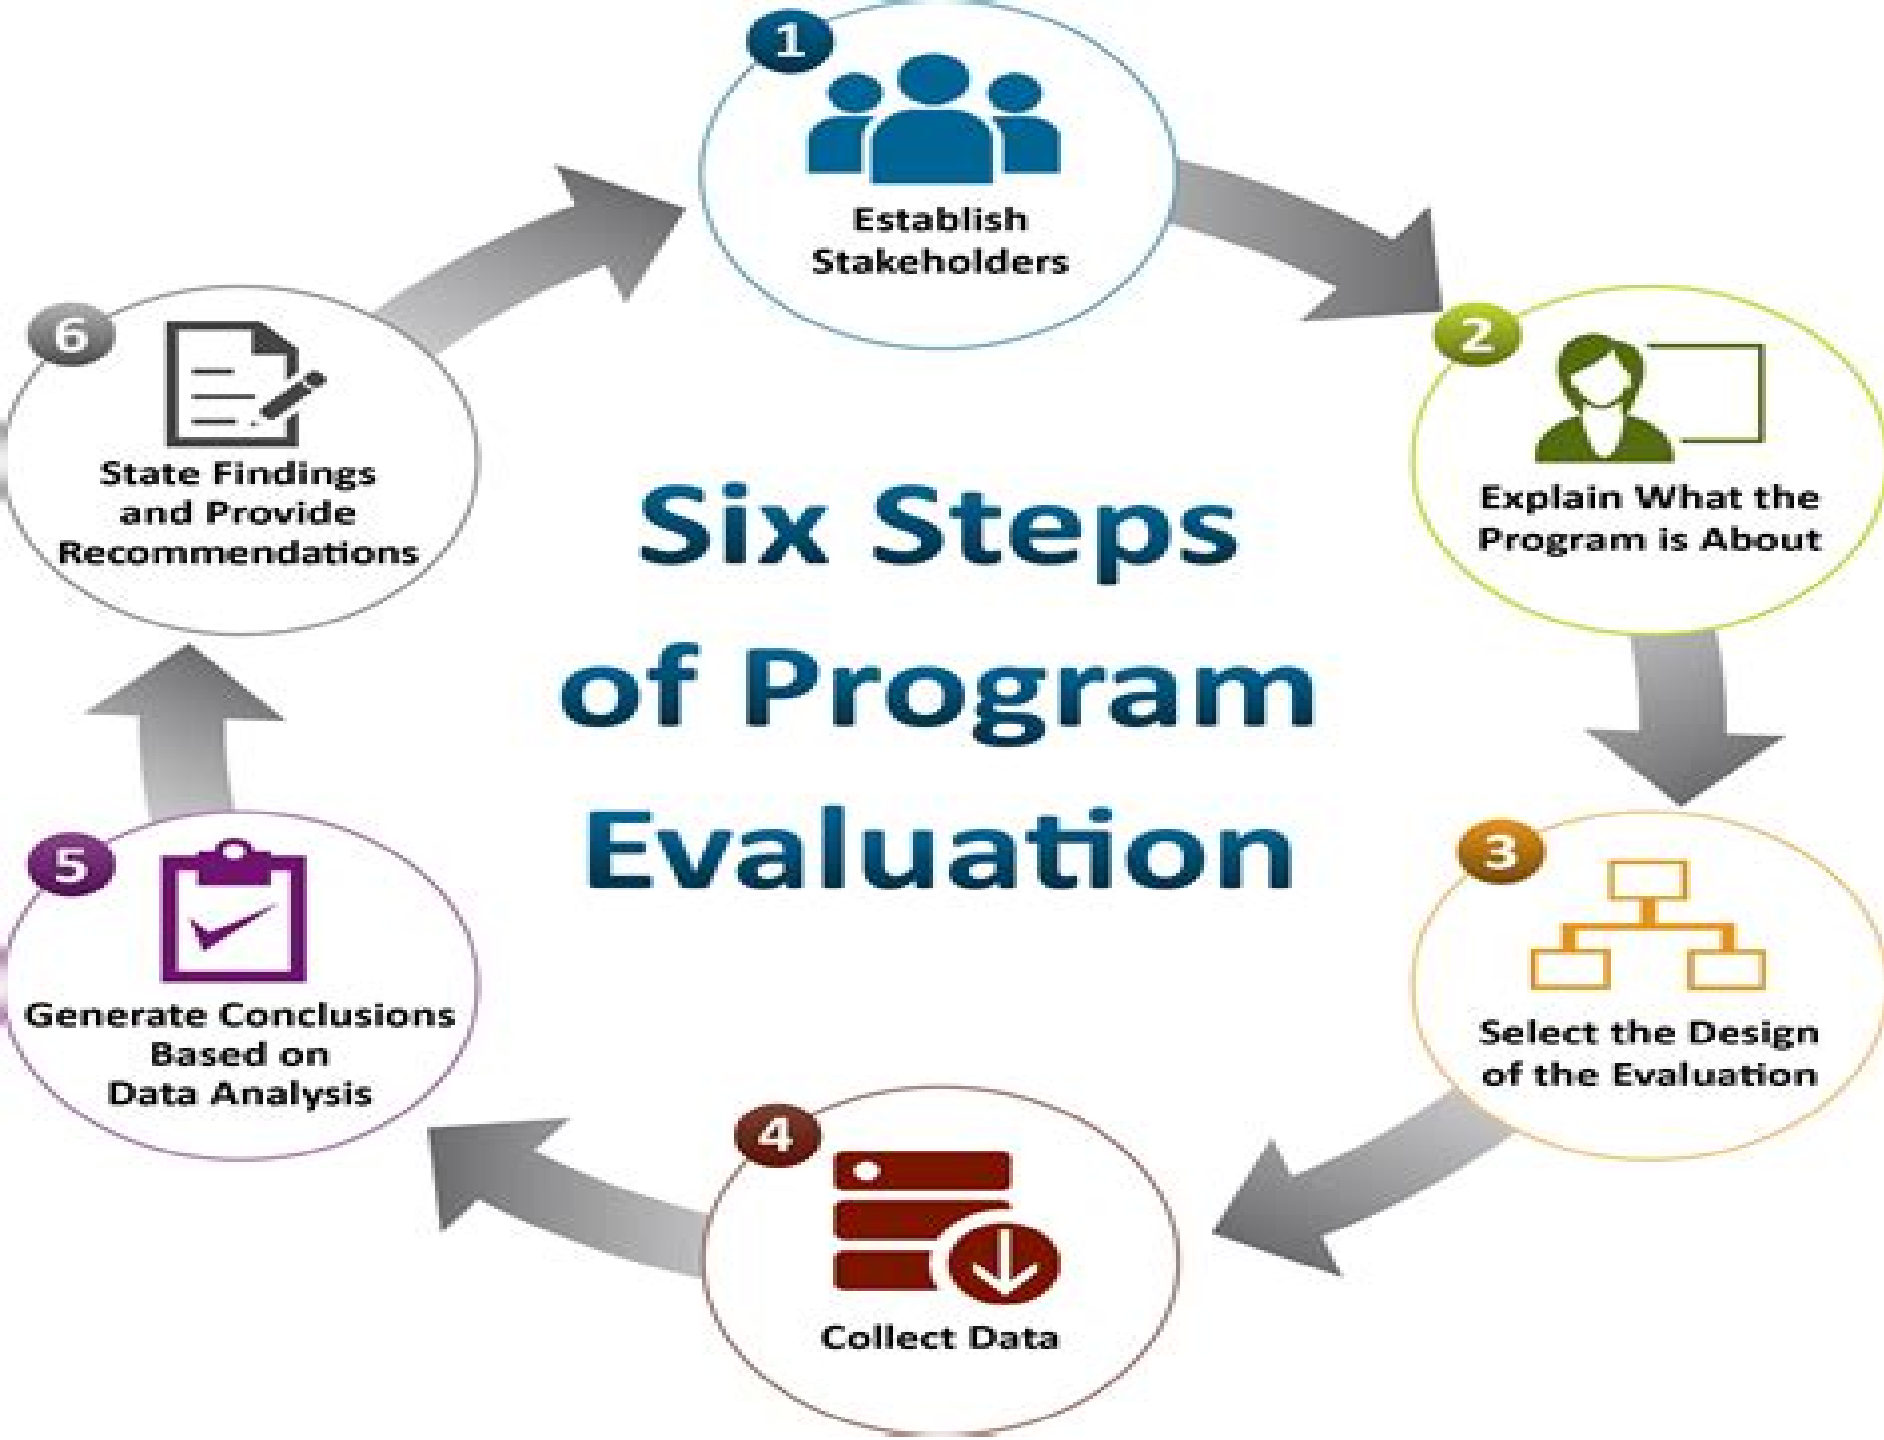 Six Steps
of Program
Evaluation
1
Establish
Stakeholders
2
Explain What the
Program is About
3
Select the Design
of the Evaluation
4
Collect Data
5
Generate Conclusions
Based on
Data Analysis
6
State Findings
and Provide
Recommendations